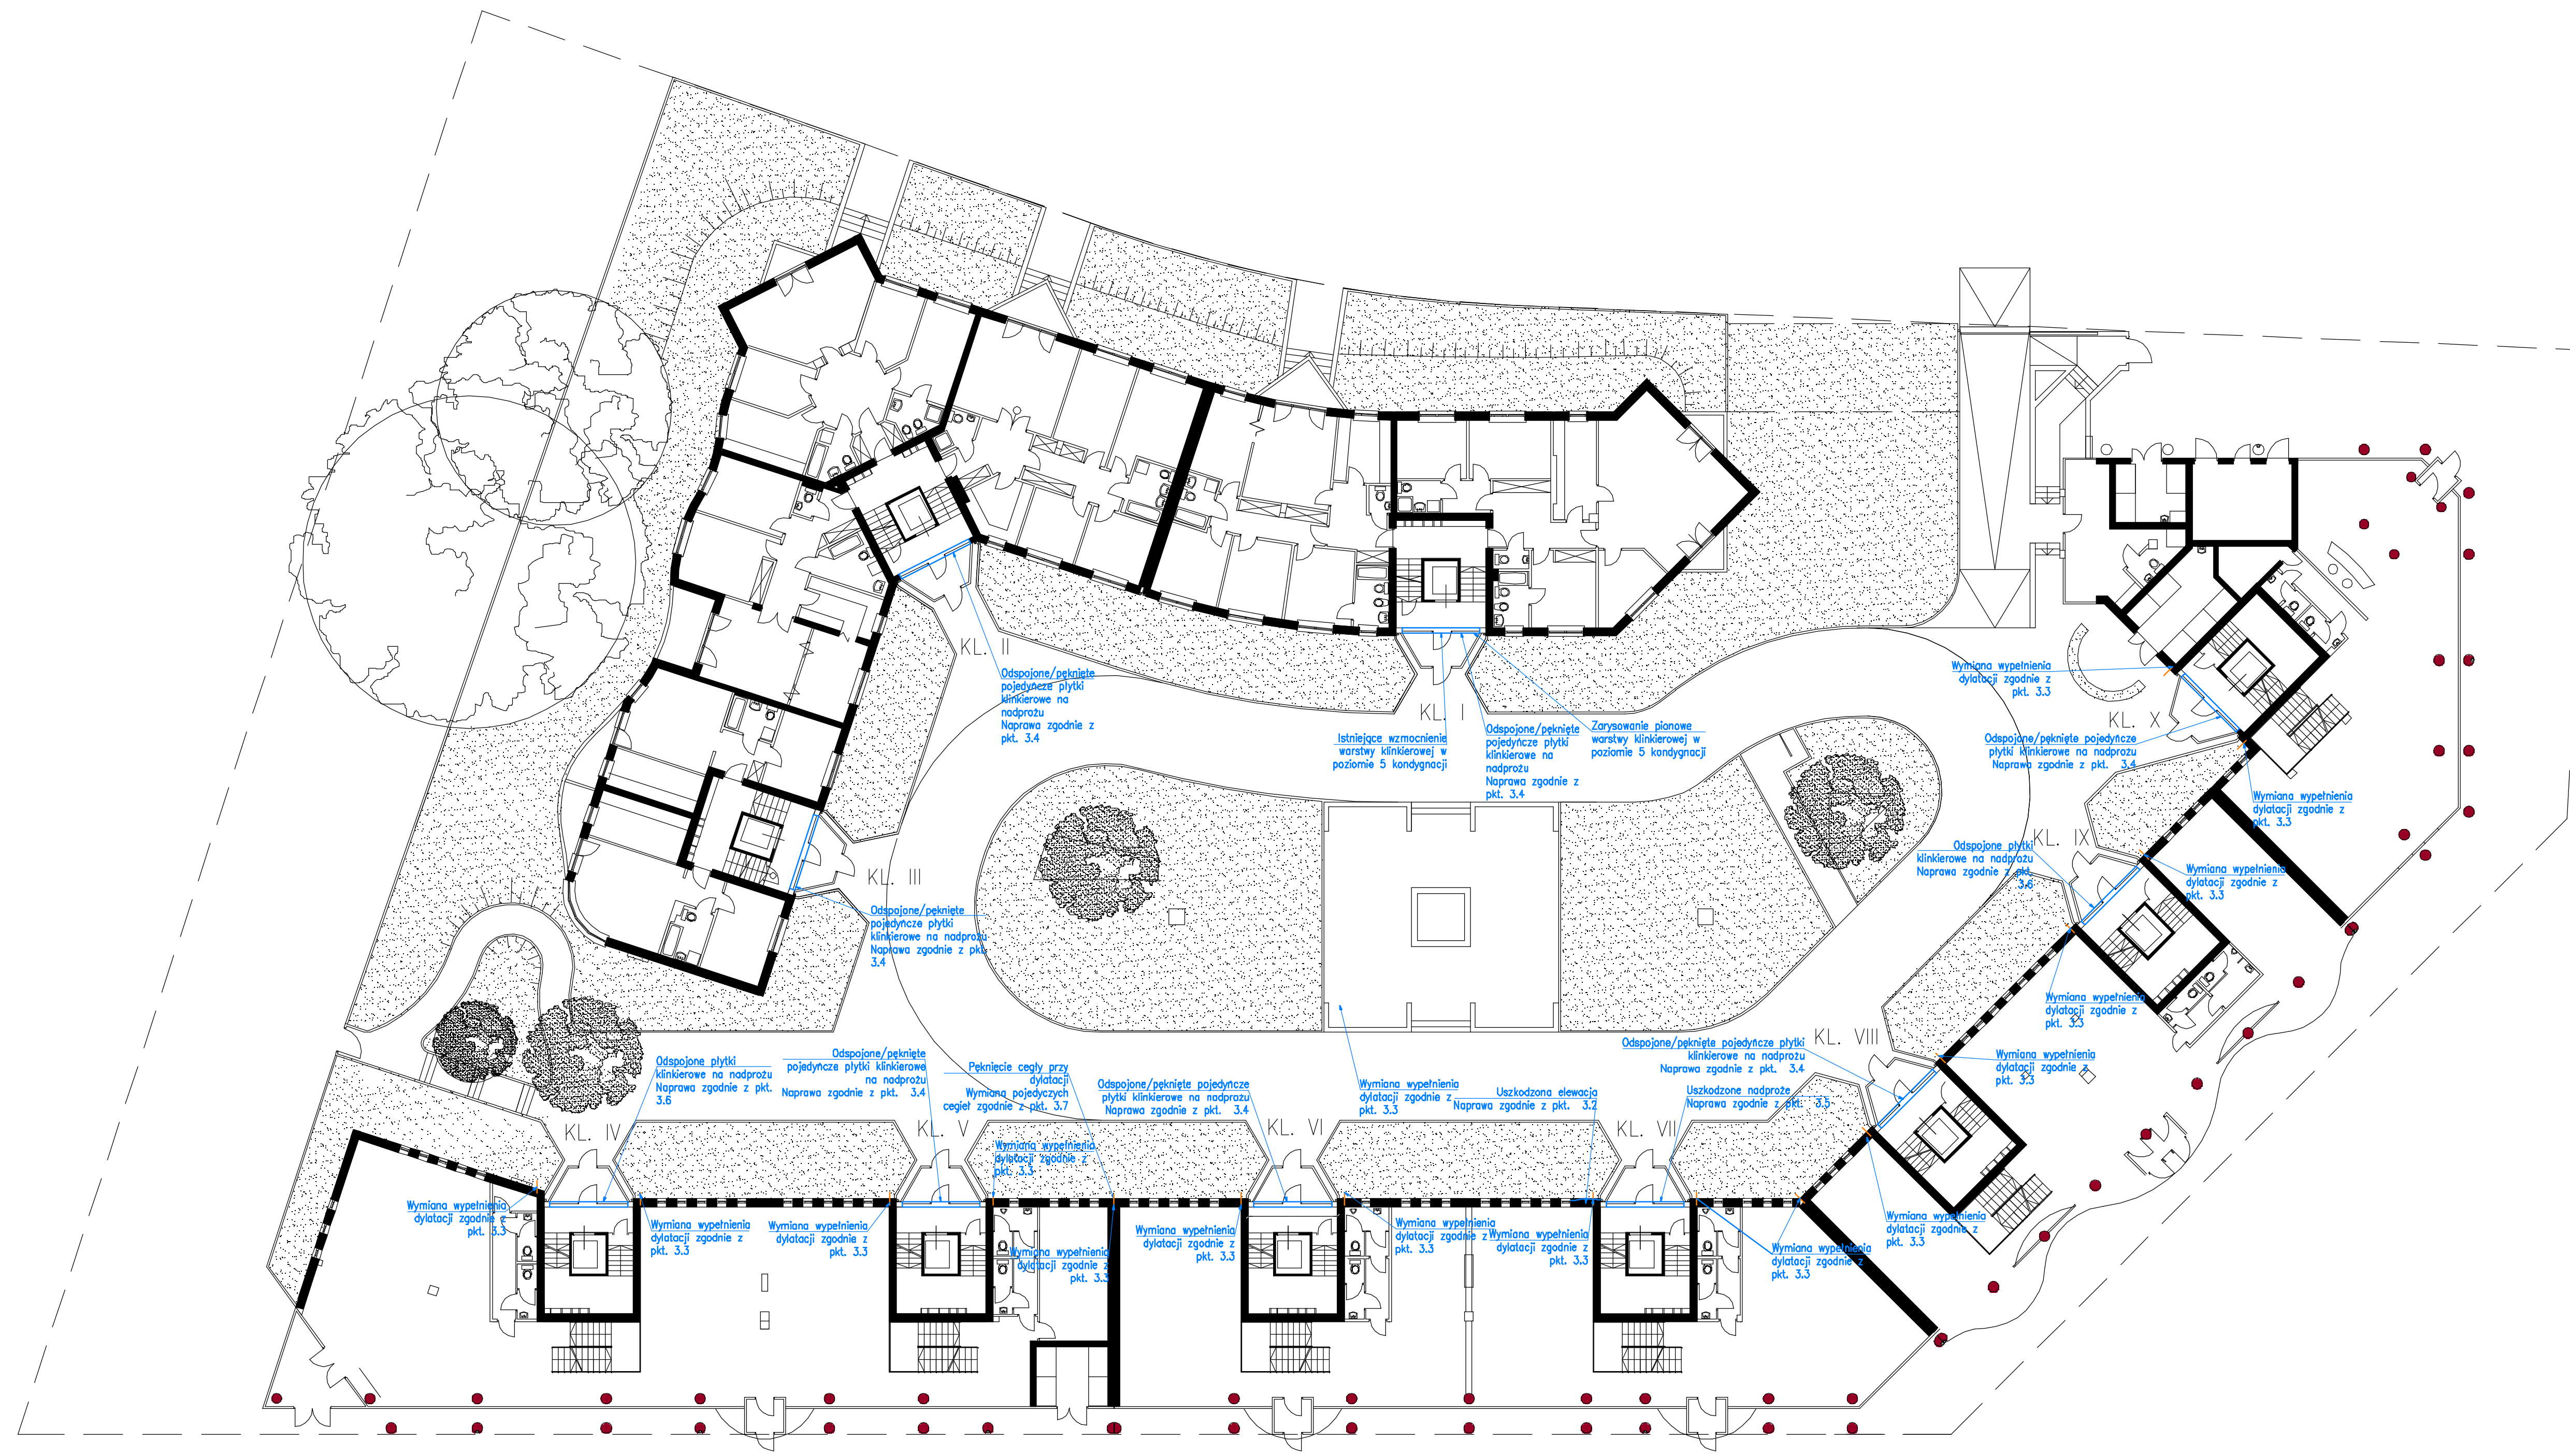 KL. II
Odspojone/pęknięte
pojedyńcze płytki
klinkierowe na
nadprożu
Naprawa zgodnie z
pkt. 3.4
KL. I
Istniejące wzmocnienie
warstwy klinkierowej w
poziomie 5 kondygnacji
Odspojone/pęknięte
pojedyńcze płytki
klinkierowe na
nadprożu
Naprawa zgodnie z
pkt. 3.4
Zarysowanie pionowe
warstwy klinkierowej w
poziomie 5 kondygnacji
Wymiana wypełnienia
dylatacji zgodnie z
pkt. 3.3
KL. X
Odspojone/pęknięte pojedyńcze
płytki klinkierowe na nadprożu
Naprawa zgodnie z pkt. 3.4
Wymiana wypełnienia
dylatacji zgodnie z
pkt. 3.3
KL. IX
Odspojone płytki
klinkierowe na nadprożu
Naprawa zgodnie z pkt.
3.6
Wymiana wypełnienia
dylatacji zgodnie z
pkt. 3.3
KL. III
Odspojone/pęknięte
pojedyńcze płytki
klinkierowe na nadprożu
Naprawa zgodnie z pkt.
3.4
Wymiana wypełnienia
dylatacji zgodnie z
pkt. 3.3
KL. VIII
Odspojone/pęknięte pojedyńcze płytki
klinkierowe na nadprożu
Naprawa zgodnie z pkt. 3.4
Wymiana wypełnienia
dylatacji zgodnie z
pkt. 3.3
Odspojone płytki
klinkierowe na nadprożu
Naprawa zgodnie z pkt.
3.6
Odspojone/pęknięte
pojedyńcze płytki klinkierowe
na nadprożu
Naprawa zgodnie z pkt. 3.4
Pęknięcie cegły przy
dylatacji
Wymiana pojedyczych
cegieł zgodnie z pkt. 3.7
Odspojone/pęknięte pojedyńcze
płytki klinkierowe na nadprożu
Naprawa zgodnie z pkt. 3.4
Wymiana wypełnienia
dylatacji zgodnie z
pkt. 3.3
Uszkodzona elewacja
Naprawa zgodnie z pkt. 3.2
Uszkodzone nadproże
Naprawa zgodnie z pkt. 3.5
KL. IV
KL. V
KL. VI
KL. VII
Wymiana wypełnienia
dylatacji zgodnie z
pkt. 3.3
Wymiana wypełnienia
dylatacji zgodnie z
pkt. 3.3
Wymiana wypełnienia
dylatacji zgodnie z
pkt. 3.3
Wymiana wypełnienia
dylatacji zgodnie z
pkt. 3.3
Wymiana wypełnienia
dylatacji zgodnie z
pkt. 3.3
Wymiana wypełnienia
dylatacji zgodnie z
pkt. 3.3
Wymiana wypełnienia
dylatacji zgodnie z
pkt. 3.3
Wymiana wypełnienia
dylatacji zgodnie z
pkt. 3.3
Wymiana wypełnienia
dylatacji zgodnie z
pkt. 3.3
Wymiana wypełnienia
dylatacji zgodnie z
pkt. 3.3